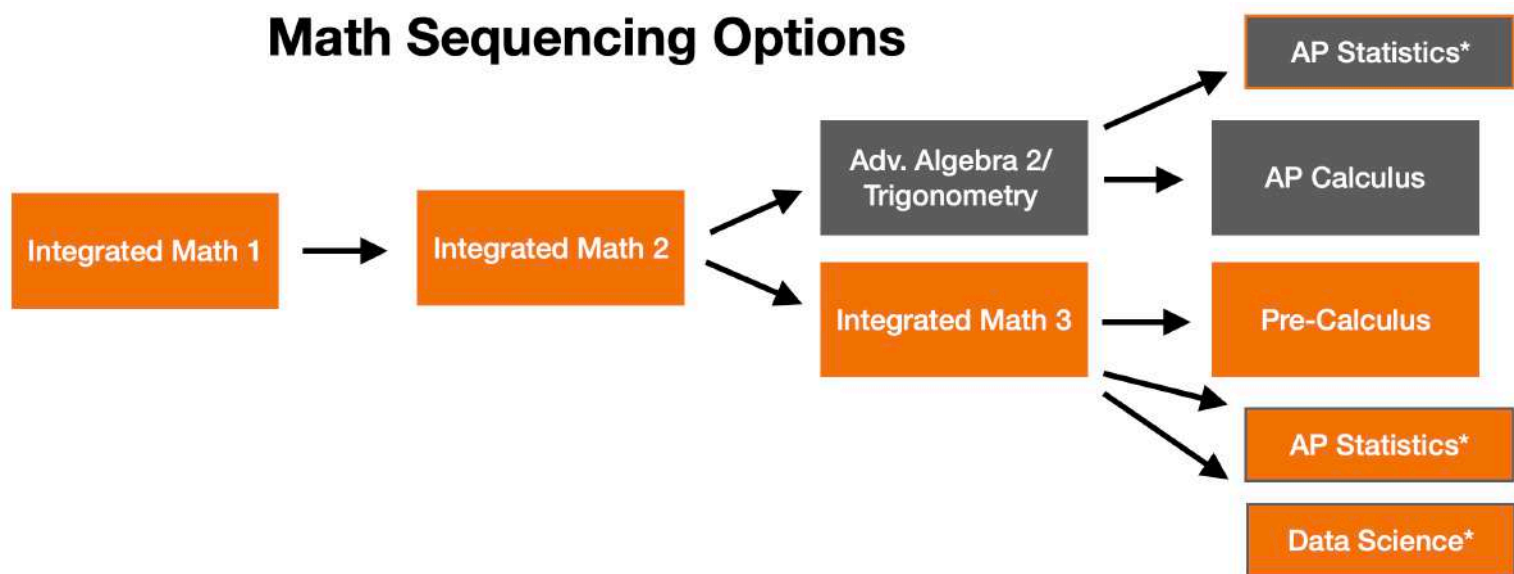 Math Sequencing Options
AP Statistics*
Adv. Algebra 2/
Trigonometry
AP Calculus
Integrated Math 1
Integrated Math 2
Integrated Math 3
Pre-Calculus
AP Statistics*
Data Science*